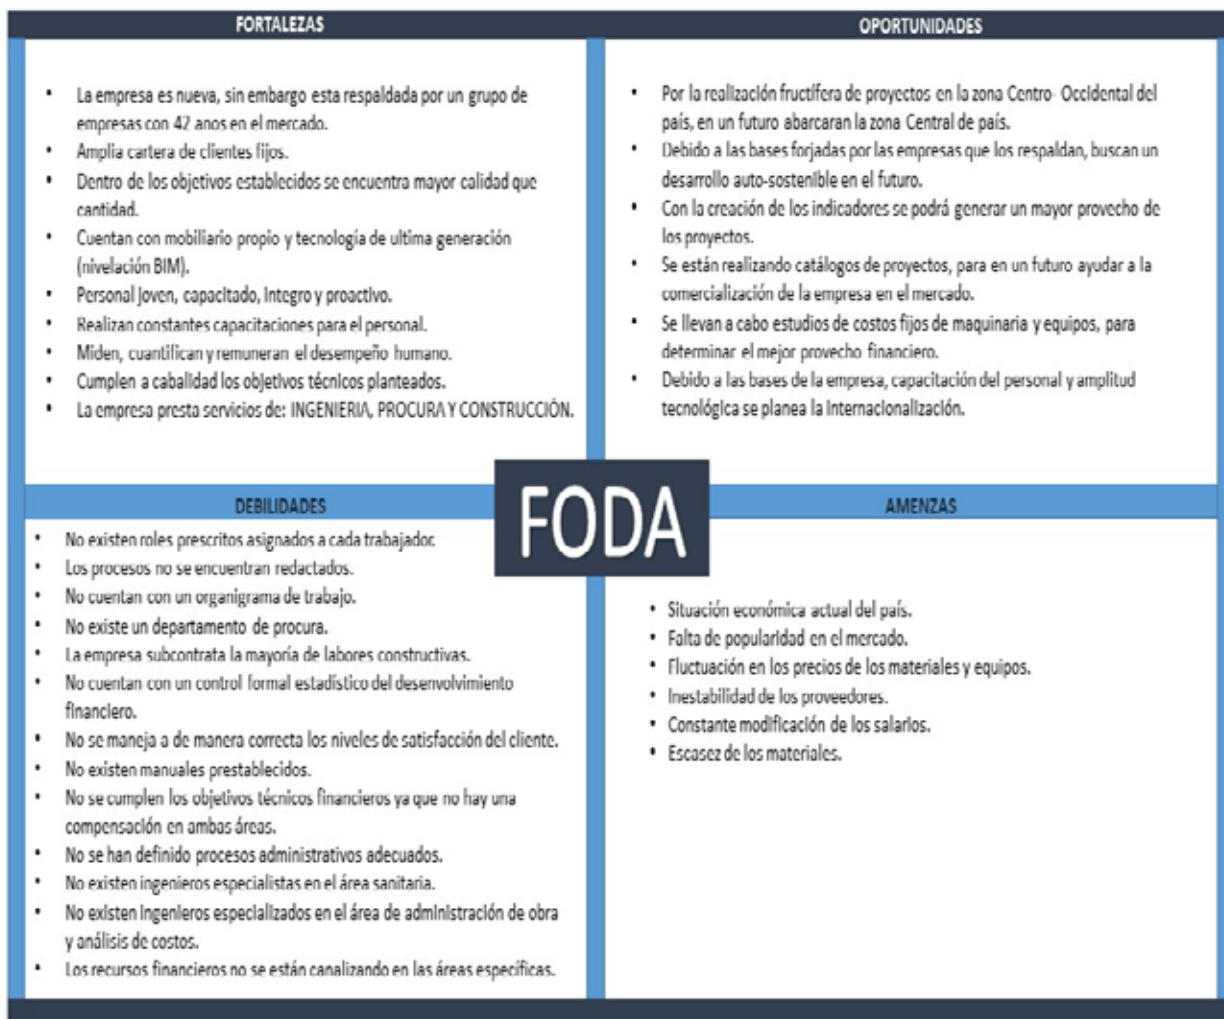 FORTALEZAS
• La empresa es nueva, sin embargo esta respaldada por un grupo de
empresas con 42 anos en el mercado.
• Amplia cartera de clientes fijos.
• Dentro de los objetivos establecidos se encuentra mayor calidad que
cantidad.
• Cuentan con mobiliario propio y tecnología de ultima generación
(nivelación BIM).
• Personal joven, capacitado, integro y proactivo.
• Realizan constantes capacitaciones para el personal.
• Miden, cuantifican y remuneran el desempeño humano.
• Cumplen a cabalidad los objetivos técnicos planteados.
• La empresa presta servicios de: INGENIERIA, PROCURA Y CONSTRUCCIÓN.
OPORTUNIDADES
• Por la realización fructífera de proyectos en la zona Centro- Occidental del
país, en un futuro abarcaran la zona Central de país.
• Debido a las bases forjadas por las empresas que los respaldan, buscan un
desarrollo auto-sostenible en el futuro.
• Con la creación de los indicadores se podrá generar un mayor provecho de
los proyectos.
• Se están realizando catálogos de proyectos, para en un futuro ayudar a la
comercialización de la empresa en el mercado.
• Se llevan a cabo estudios de costos fijos de maquinaria y equipos, para
determinar el mejor provecho financiero.
• Debido a las bases de la empresa, capacitación del personal y amplitud
tecnológica se planea la internacionalización.
FODA
DEBILIDADES
• No existen roles prescritos asignados a cada trabajador.
• Los procesos no se encuentran redactados.
• No cuentan con un organigrama de trabajo.
• No existe un departamento de procura.
• La empresa subcontrata la mayoría de labores constructivas.
• No cuentan con un control formal estadístico del desenvolvimiento
financiero.
• No se maneja a de manera correcta los niveles de satisfacción del cliente.
• No existen manuales prestablecidos.
• No se cumplen los objetivos técnicos financieros ya que no hay una
compensación en ambas áreas.
• No se han definido procesos administrativos adecuados.
• No existen ingenieros especialistas en el área sanitaria.
• No existen ingenieros especializados en el área de administración de obra
y análisis de costos.
• Los recursos financieros no se están canalizando en las áreas específicas.
AMENZAS
• Situación económica actual del país.
• Falta de popularidad en el mercado.
• Fluctuación en los precios de los materiales y equipos.
• Inestabilidad de los proveedores.
• Constante modificación de los salarios.
• Escasez de los materiales.